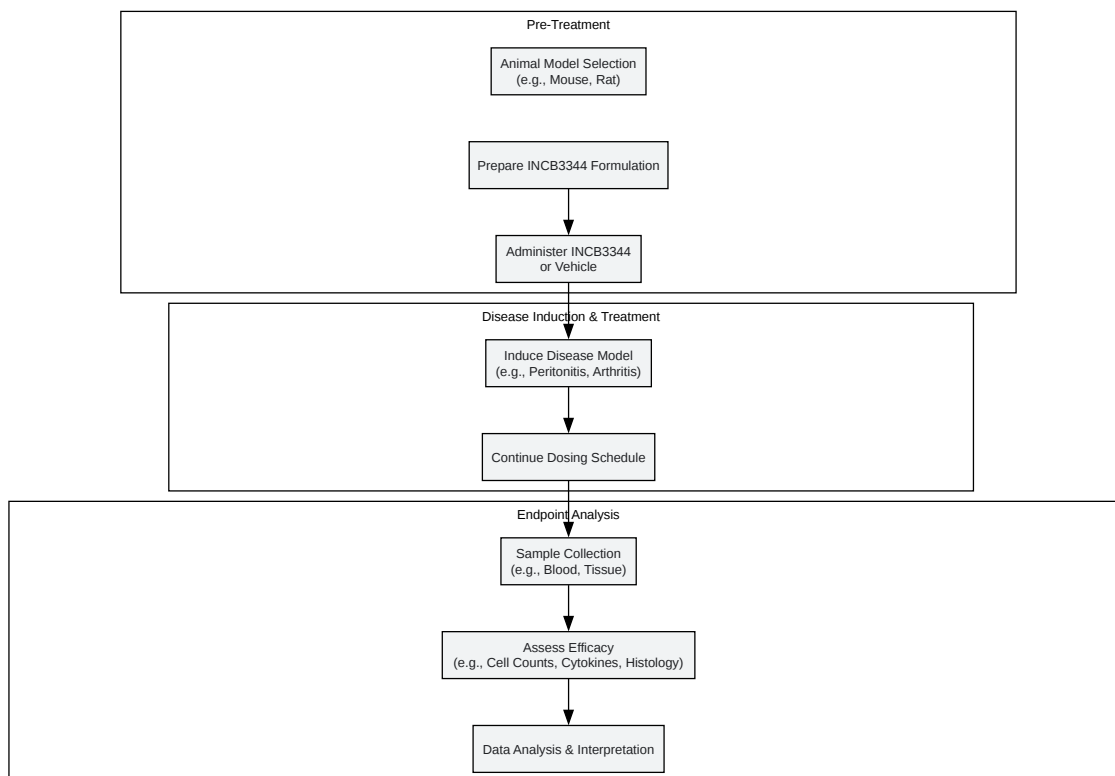 Pre-Treatment
Animal Model Selection
(e.g., Mouse, Rat)
Prepare INCB3344 Formulation
Administer INCB3344
or Vehicle
Disease Induction & Treatment
Induce Disease Model
(e.g., Peritonitis, Arthritis)
Continue Dosing Schedule
Endpoint Analysis
Sample Collection
(e.g., Blood, Tissue)
Assess Efficacy
(e.g., Cell Counts, Cytokines, Histology)
Data Analysis & Interpretation